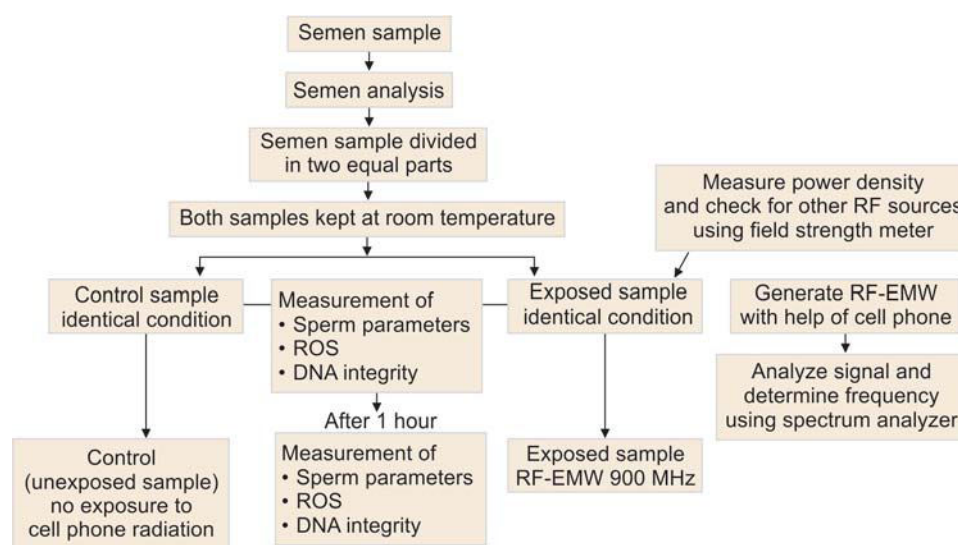 Semen sample
Semen analysis
Semen sample divided
in two equal parts
Both samples kept at room temperature
Measure power density
and check for other RF sources
using field strength meter
Control sample
identical condition
Measurement of
• Sperm parameters
• ROS
• DNA integrity
Exposed sample
identical condition
Generate RF-EMW
with help of cell phone
Analyze signal and
determine frequency
using spectrum analyzer
After 1 hour
Control
(unexposed sample)
no exposure to
cell phone radiation
Measurement of
• Sperm parameters
• ROS
• DNA integrity
Exposed sample
RF-EMW 900 MHz